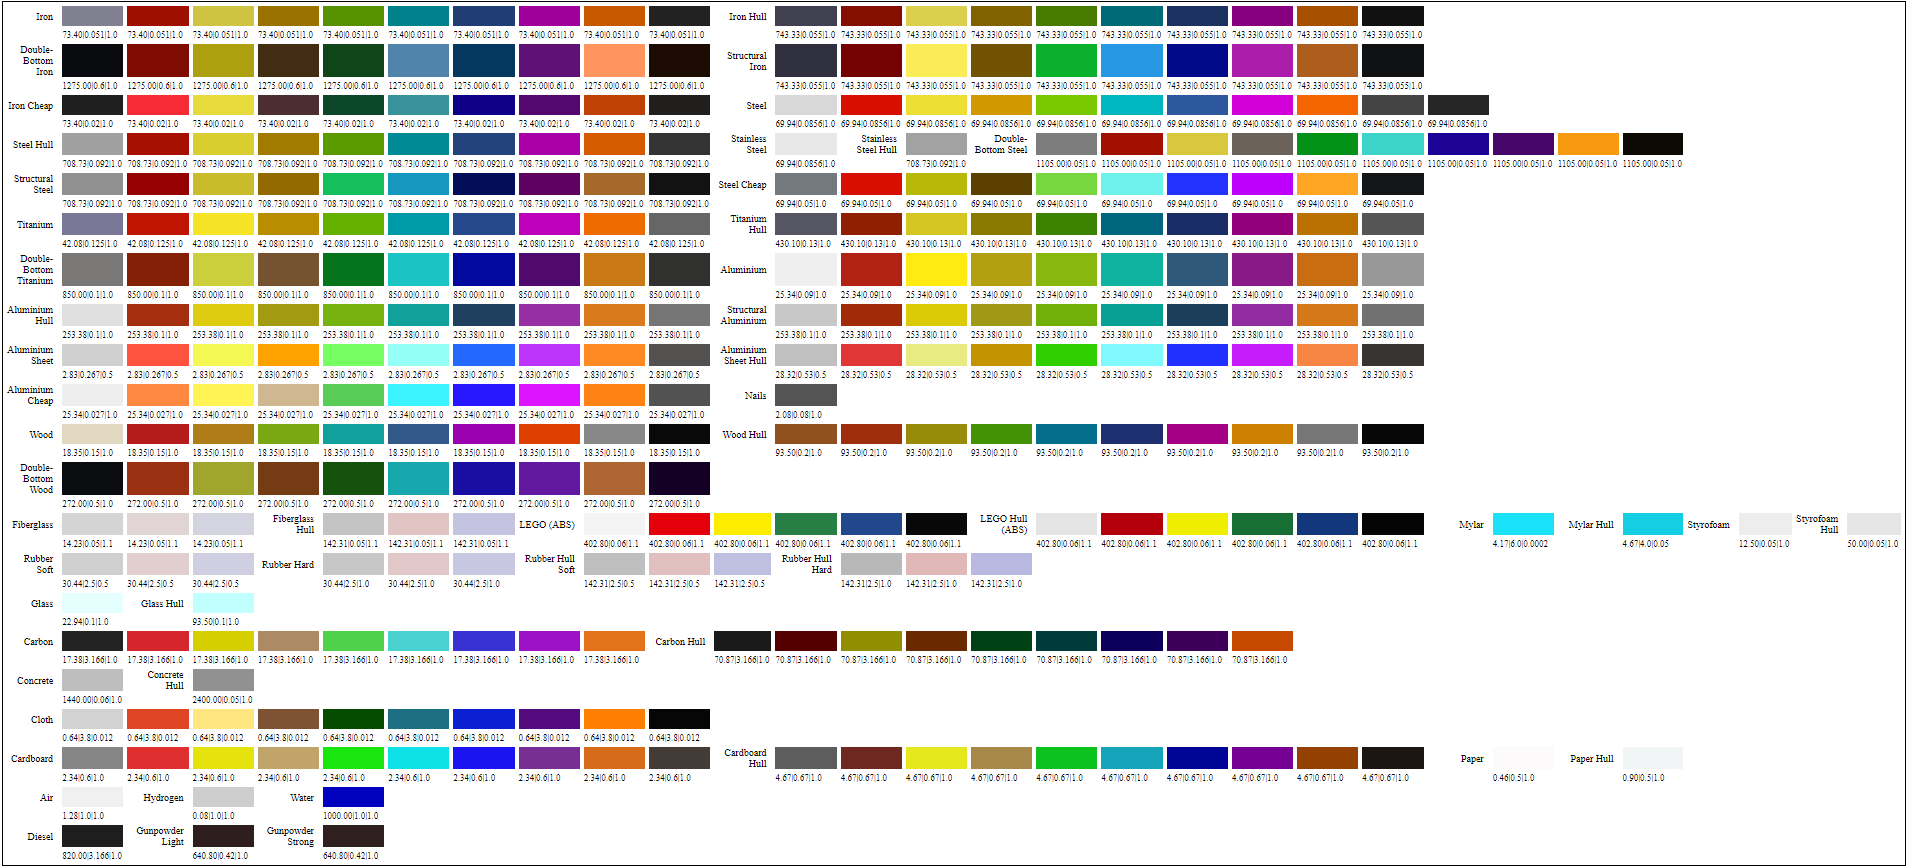 Iron Iron Hull
73.40|0.051|1.0 73.40|0.051|1.0 73.40|0.051|1.0 73.40|0.051|1.0 73.40|0.051|1.0 73.40|0.051|1.0 73.40|0.051|1.0 73.40|0.051|1.0 73.40|0.051|1.0 73.40|0.051|1.0 743.33|0.055|1.0 743.33|0.055|1.0 743.33|0.055|1.0 743.33|0.055|1.0 743.33|0.055|1.0 743.33|0.055|1.0 743.33|0.055|1.0 743.33|0.055|1.0 743.33|0.055|1.0 743.33|0.055|1.0
Double-
Bottom
Iron
Structural
Iron
1275.00|0.6|1.0 1275.00|0.6|1.0 1275.00|0.6|1.0 1275.00|0.6|1.0 1275.00|0.6|1.0 1275.00|0.6|1.0 1275.00|0.6|1.0 1275.00|0.6|1.0 1275.00|0.6|1.0 1275.00|0.6|1.0 743.33|0.055|1.0 743.33|0.055|1.0 743.33|0.055|1.0 743.33|0.055|1.0 743.33|0.055|1.0 743.33|0.055|1.0 743.33|0.055|1.0 743.33|0.055|1.0 743.33|0.055|1.0 743.33|0.055|1.0
Iron Cheap Steel
73.40|0.02|1.0 73.40|0.02|1.0 73.40|0.02|1.0 73.40|0.02|1.0 73.40|0.02|1.0 73.40|0.02|1.0 73.40|0.02|1.0 73.40|0.02|1.0 73.40|0.02|1.0 73.40|0.02|1.0 69.94|0.0856|1.0 69.94|0.0856|1.0 69.94|0.0856|1.0 69.94|0.0856|1.0 69.94|0.0856|1.0 69.94|0.0856|1.0 69.94|0.0856|1.0 69.94|0.0856|1.0 69.94|0.0856|1.0 69.94|0.0856|1.0 69.94|0.0856|1.0
Steel Hull
Stainless
Steel
Stainless
Steel Hull
Double-
Bottom Steel
708.73|0.092|1.0 708.73|0.092|1.0 708.73|0.092|1.0 708.73|0.092|1.0 708.73|0.092|1.0 708.73|0.092|1.0 708.73|0.092|1.0 708.73|0.092|1.0 708.73|0.092|1.0 708.73|0.092|1.0 69.94|0.0856|1.0 708.73|0.092|1.0 1105.00|0.05|1.0 1105.00|0.05|1.0 1105.00|0.05|1.0 1105.00|0.05|1.0 1105.00|0.05|1.0 1105.00|0.05|1.0 1105.00|0.05|1.0 1105.00|0.05|1.0 1105.00|0.05|1.0 1105.00|0.05|1.0
Structural
Steel
Steel Cheap
708.73|0.092|1.0 708.73|0.092|1.0 708.73|0.092|1.0 708.73|0.092|1.0 708.73|0.092|1.0 708.73|0.092|1.0 708.73|0.092|1.0 708.73|0.092|1.0 708.73|0.092|1.0 708.73|0.092|1.0 69.94|0.05|1.0 69.94|0.05|1.0 69.94|0.05|1.0 69.94|0.05|1.0 69.94|0.05|1.0 69.94|0.05|1.0 69.94|0.05|1.0 69.94|0.05|1.0 69.94|0.05|1.0 69.94|0.05|1.0
Titanium
Titanium
Hull
42.08|0.125|1.0 42.08|0.125|1.0 42.08|0.125|1.0 42.08|0.125|1.0 42.08|0.125|1.0 42.08|0.125|1.0 42.08|0.125|1.0 42.08|0.125|1.0 42.08|0.125|1.0 42.08|0.125|1.0 430.10|0.13|1.0 430.10|0.13|1.0 430.10|0.13|1.0 430.10|0.13|1.0 430.10|0.13|1.0 430.10|0.13|1.0 430.10|0.13|1.0 430.10|0.13|1.0 430.10|0.13|1.0 430.10|0.13|1.0
Double-
Bottom
Titanium
Aluminium
850.00|0.1|1.0 850.00|0.1|1.0 850.00|0.1|1.0 850.00|0.1|1.0 850.00|0.1|1.0 850.00|0.1|1.0 850.00|0.1|1.0 850.00|0.1|1.0 850.00|0.1|1.0 850.00|0.1|1.0 25.34|0.09|1.0 25.34|0.09|1.0 25.34|0.09|1.0 25.34|0.09|1.0 25.34|0.09|1.0 25.34|0.09|1.0 25.34|0.09|1.0 25.34|0.09|1.0 25.34|0.09|1.0 25.34|0.09|1.0
Aluminium
Hull
Structural
Aluminium
253.38|0.1|1.0 253.38|0.1|1.0 253.38|0.1|1.0 253.38|0.1|1.0 253.38|0.1|1.0 253.38|0.1|1.0 253.38|0.1|1.0 253.38|0.1|1.0 253.38|0.1|1.0 253.38|0.1|1.0 253.38|0.1|1.0 253.38|0.1|1.0 253.38|0.1|1.0 253.38|0.1|1.0 253.38|0.1|1.0 253.38|0.1|1.0 253.38|0.1|1.0 253.38|0.1|1.0 253.38|0.1|1.0 253.38|0.1|1.0
Aluminium
Sheet
Aluminium
Sheet Hull
2.83|0.267|0.5 2.83|0.267|0.5 2.83|0.267|0.5 2.83|0.267|0.5 2.83|0.267|0.5 2.83|0.267|0.5 2.83|0.267|0.5 2.83|0.267|0.5 2.83|0.267|0.5 2.83|0.267|0.5 28.32|0.53|0.5 28.32|0.53|0.5 28.32|0.53|0.5 28.32|0.53|0.5 28.32|0.53|0.5 28.32|0.53|0.5 28.32|0.53|0.5 28.32|0.53|0.5 28.32|0.53|0.5 28.32|0.53|0.5
Aluminium
Cheap
Nails
25.34|0.027|1.0 25.34|0.027|1.0 25.34|0.027|1.0 25.34|0.027|1.0 25.34|0.027|1.0 25.34|0.027|1.0 25.34|0.027|1.0 25.34|0.027|1.0 25.34|0.027|1.0 25.34|0.027|1.0 2.08|0.08|1.0
Wood Wood Hull
18.35|0.15|1.0 18.35|0.15|1.0 18.35|0.15|1.0 18.35|0.15|1.0 18.35|0.15|1.0 18.35|0.15|1.0 18.35|0.15|1.0 18.35|0.15|1.0 18.35|0.15|1.0 18.35|0.15|1.0 93.50|0.2|1.0 93.50|0.2|1.0 93.50|0.2|1.0 93.50|0.2|1.0 93.50|0.2|1.0 93.50|0.2|1.0 93.50|0.2|1.0 93.50|0.2|1.0 93.50|0.2|1.0 93.50|0.2|1.0
Double-
Bottom
Wood
272.00|0.5|1.0 272.00|0.5|1.0 272.00|0.5|1.0 272.00|0.5|1.0 272.00|0.5|1.0 272.00|0.5|1.0 272.00|0.5|1.0 272.00|0.5|1.0 272.00|0.5|1.0 272.00|0.5|1.0
Fiberglass
Fiberglass
Hull
LEGO (ABS)
LEGO Hull
(ABS)
Mylar Mylar Hull Styrofoam
Styrofoam
Hull
14.23|0.05|1.1 14.23|0.05|1.1 14.23|0.05|1.1 142.31|0.05|1.1 142.31|0.05|1.1 142.31|0.05|1.1 402.80|0.06|1.1 402.80|0.06|1.1 402.80|0.06|1.1 402.80|0.06|1.1 402.80|0.06|1.1 402.80|0.06|1.1 402.80|0.06|1.1 402.80|0.06|1.1 402.80|0.06|1.1 402.80|0.06|1.1 402.80|0.06|1.1 402.80|0.06|1.1 4.17|6.0|0.0002 4.67|4.0|0.05 12.50|0.05|1.0 50.00|0.05|1.0
Rubber
Soft
Rubber Hard
Rubber Hull
Soft
Rubber Hull
Hard
30.44|2.5|0.5 30.44|2.5|0.5 30.44|2.5|0.5 30.44|2.5|1.0 30.44|2.5|1.0 30.44|2.5|1.0 142.31|2.5|0.5 142.31|2.5|0.5 142.31|2.5|0.5 142.31|2.5|1.0 142.31|2.5|1.0 142.31|2.5|1.0
Glass Glass Hull
22.94|0.1|1.0 93.50|0.1|1.0
Carbon Carbon Hull
17.38|3.166|1.0 17.38|3.166|1.0 17.38|3.166|1.0 17.38|3.166|1.0 17.38|3.166|1.0 17.38|3.166|1.0 17.38|3.166|1.0 17.38|3.166|1.0 17.38|3.166|1.0 70.87|3.166|1.0 70.87|3.166|1.0 70.87|3.166|1.0 70.87|3.166|1.0 70.87|3.166|1.0 70.87|3.166|1.0 70.87|3.166|1.0 70.87|3.166|1.0 70.87|3.166|1.0
Concrete
Concrete
Hull
1440.00|0.06|1.0 2400.00|0.05|1.0
Cloth
0.64|3.8|0.012 0.64|3.8|0.012 0.64|3.8|0.012 0.64|3.8|0.012 0.64|3.8|0.012 0.64|3.8|0.012 0.64|3.8|0.012 0.64|3.8|0.012 0.64|3.8|0.012 0.64|3.8|0.012
Cardboard
Cardboard
Hull
Paper Paper Hull
2.34|0.6|1.0 2.34|0.6|1.0 2.34|0.6|1.0 2.34|0.6|1.0 2.34|0.6|1.0 2.34|0.6|1.0 2.34|0.6|1.0 2.34|0.6|1.0 2.34|0.6|1.0 2.34|0.6|1.0 4.67|0.67|1.0 4.67|0.67|1.0 4.67|0.67|1.0 4.67|0.67|1.0 4.67|0.67|1.0 4.67|0.67|1.0 4.67|0.67|1.0 4.67|0.67|1.0 4.67|0.67|1.0 4.67|0.67|1.0 0.46|0.5|1.0 0.90|0.5|1.0
Air Hydrogen Water
1.28|1.0|1.0 0.08|1.0|1.0 1000.00|1.0|1.0
Diesel
Gunpowder
Light
Gunpowder
Strong
820.00|3.166|1.0 640.80|0.42|1.0 640.80|0.42|1.0